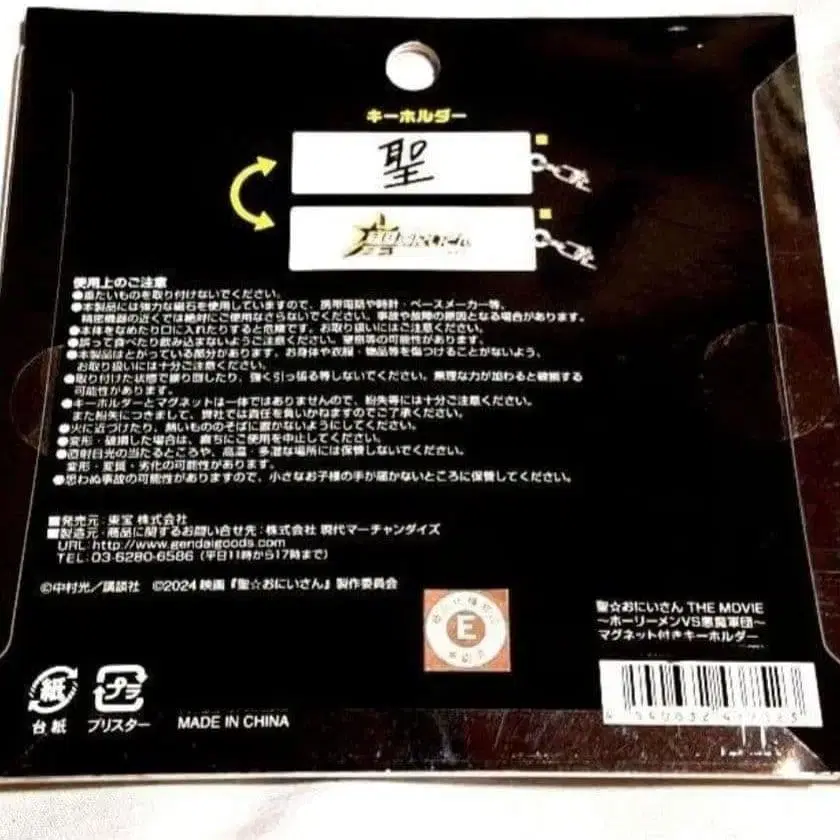 キーホルダー
聖
聖☆おにいさん
使用上のご注意
●重たいものを取り付けないでください。
●本製品には強力な磁石を使用していますので、携帯電話や時計・ペースメーカー等、
精密機器の近くでは絶対にご使用なさらないでください。事故や故障の原因となる場合があります。
●本体をなめたり口に入れたりすると危険です。お取り扱いにはご注意ください。
●誤って食べたり飲み込まないようご注意ください。窒息等の可能性があります。
●本製品はとがっている部分があります。お身体や衣服・物品等を傷つけることがないよう、
お取り扱いには十分ご注意ください。
●取り付けた状態で振り回したり、強く引っ張る等しないでください。無理な力が加わると破損する
可能性があります。
●キーホルダーとマグネットは一体ではありませんので、紛失等には十分ご注意ください。
また紛失につきまして、弊社では責任を負いかねますのでご了承ください。
●火に近づけたり、熱いもののそばに置かないようにしてください。
●変形・破損した場合は、直ちにご使用を中止してください。
●直射日光の当たるところや、高温・多湿な場所には保管しないでください。
変形・変質・劣化の可能性があります。
●思わぬ事故の可能性がありますので、小さなお子様の手が届かないところに保管してください。
■発売元：東宝 株式会社
■製造元・商品に関するお問い合せ先：株式会社 現代マーチャンダイズ
URL:http://www.gendaigoods.com
TEL:03-6280-6586（平日11時から17時まで）
©中村光／講談社 ©2024 映画『聖☆おにいさん』製作委員会
E
聖☆おにいさん THE MOVIE
～ホーリーメンVS悪魔軍団～
マグネット付きキーホルダー
紙
台紙
プラ
ブリスター
MADE IN CHINA